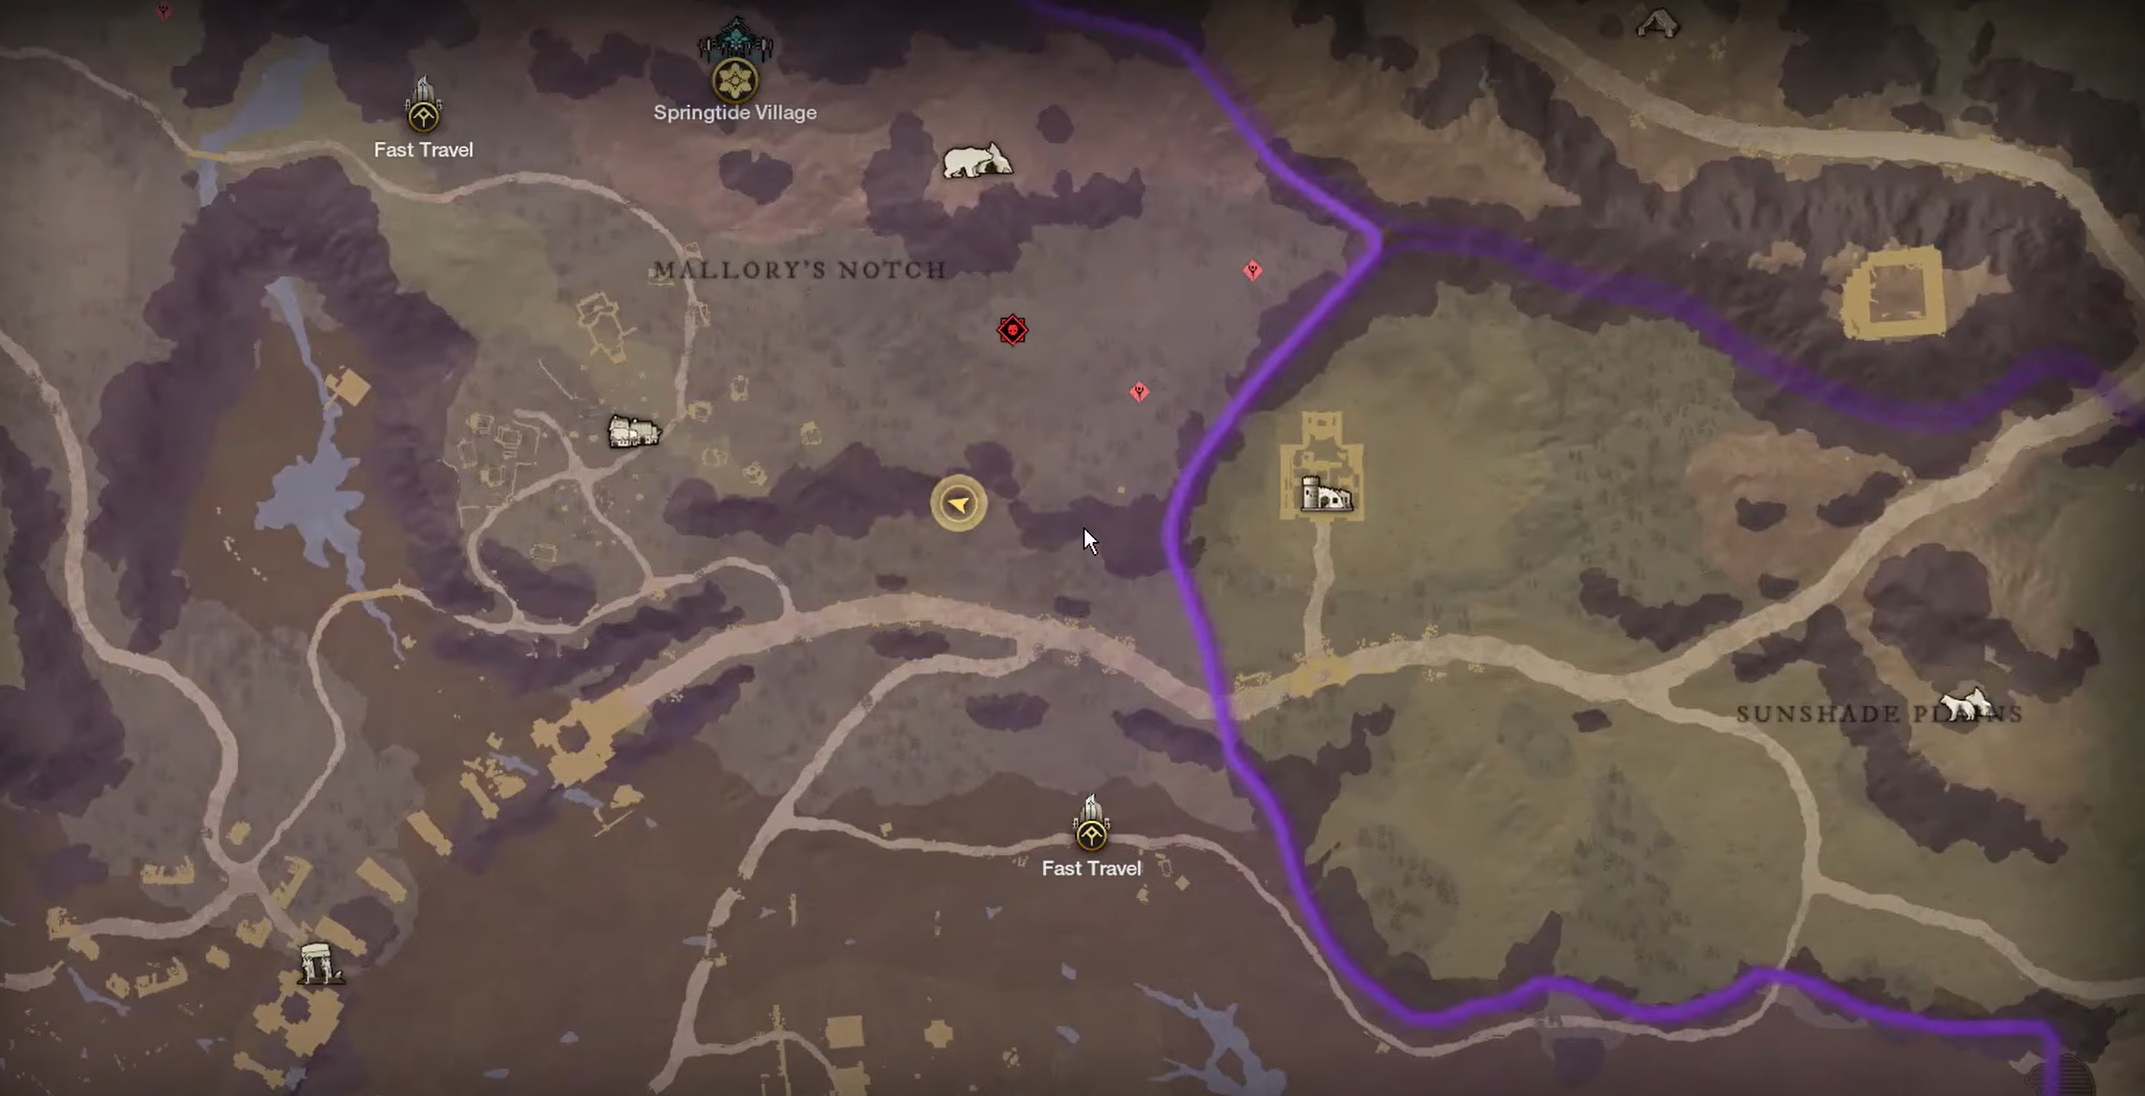 Springtide Village
Fast Travel
MALLORY'S NOTCH
SUNSHADE PLAINS
Fast Travel